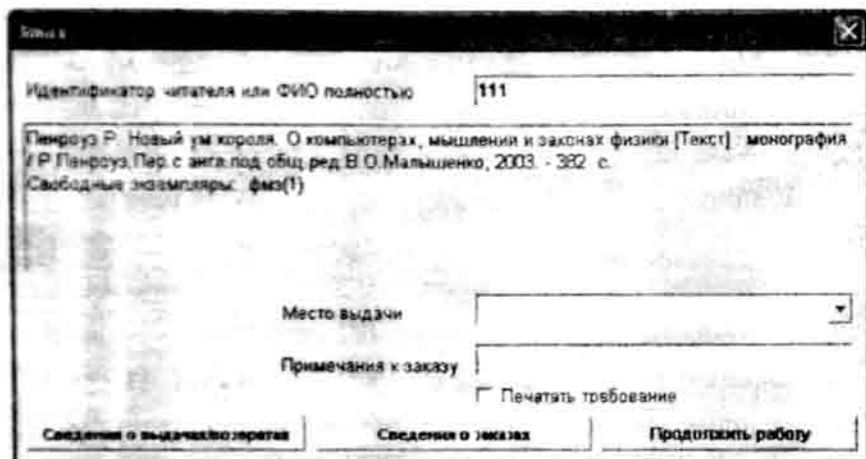 Заказ
Идентификатор читателя или ФИО полностью 111
Пенроуз Р. Новый ум короля. О компьютерах, мышлении и законах физики [Текст] : монография
/ Р.Пенроуз;Пер. с англ.под общ.ред.В.О.Малышенко, 2003. - 382 с.
Свободные экземпляры: фмз(1)
Место выдачи
Примечания к заказу
Печатать требование
Сведения о выдачах/возвратах Сведения о заказах Продолжить работу